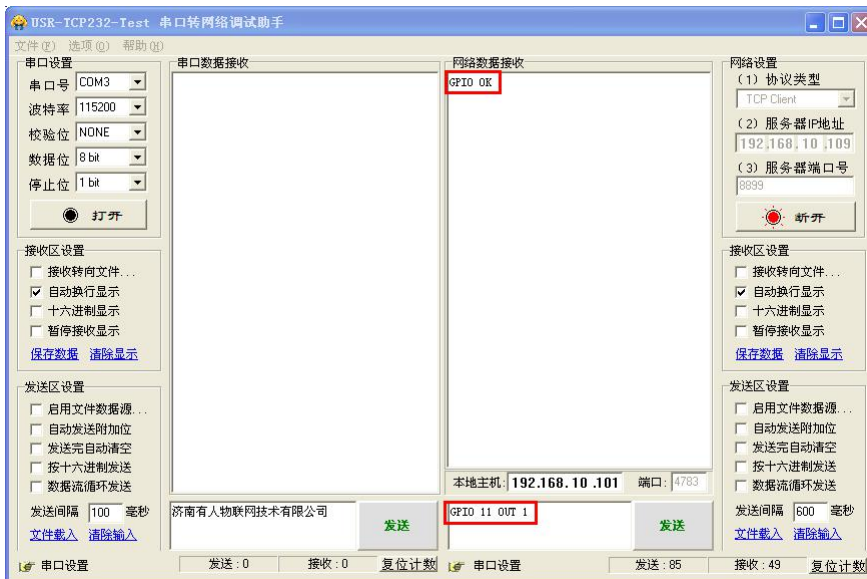 USR-TCP232-Test 串口转网络调试助手
文件(F) 选项(O) 帮助(H)
串口设置
串口号 COM3
波特率 115200
校验位 NONE
数据位 8 bit
停止位 1 bit
打开
接收区设置
接收转向文件...
自动换行显示
十六进制显示
暂停接收显示
保存数据 清除显示
发送区设置
启用文件数据源...
自动发送附加位
发送完自动清空
按十六进制发送
数据流循环发送
发送间隔 100 毫秒
文件载入 清除输入
串口数据接收
济南有人物联网技术有限公司
发送
网络数据接收
GPIO OK
本地主机: 192.168.10.101 端口: 4783
GPIO 11 OUT 1
发送
网络设置
(1) 协议类型
TCP Client
(2) 服务器IP地址
192.168.10.109
(3) 服务器端口号
8899
断开
接收区设置
接收转向文件...
自动换行显示
十六进制显示
暂停接收显示
保存数据 清除显示
发送区设置
启用文件数据源...
自动发送附加位
发送完自动清空
按十六进制发送
数据流循环发送
发送间隔 600 毫秒
文件载入 清除输入
串口设置 发送:0 接收:0 复位计数 串口设置 发送:85 接收:49 复位计数